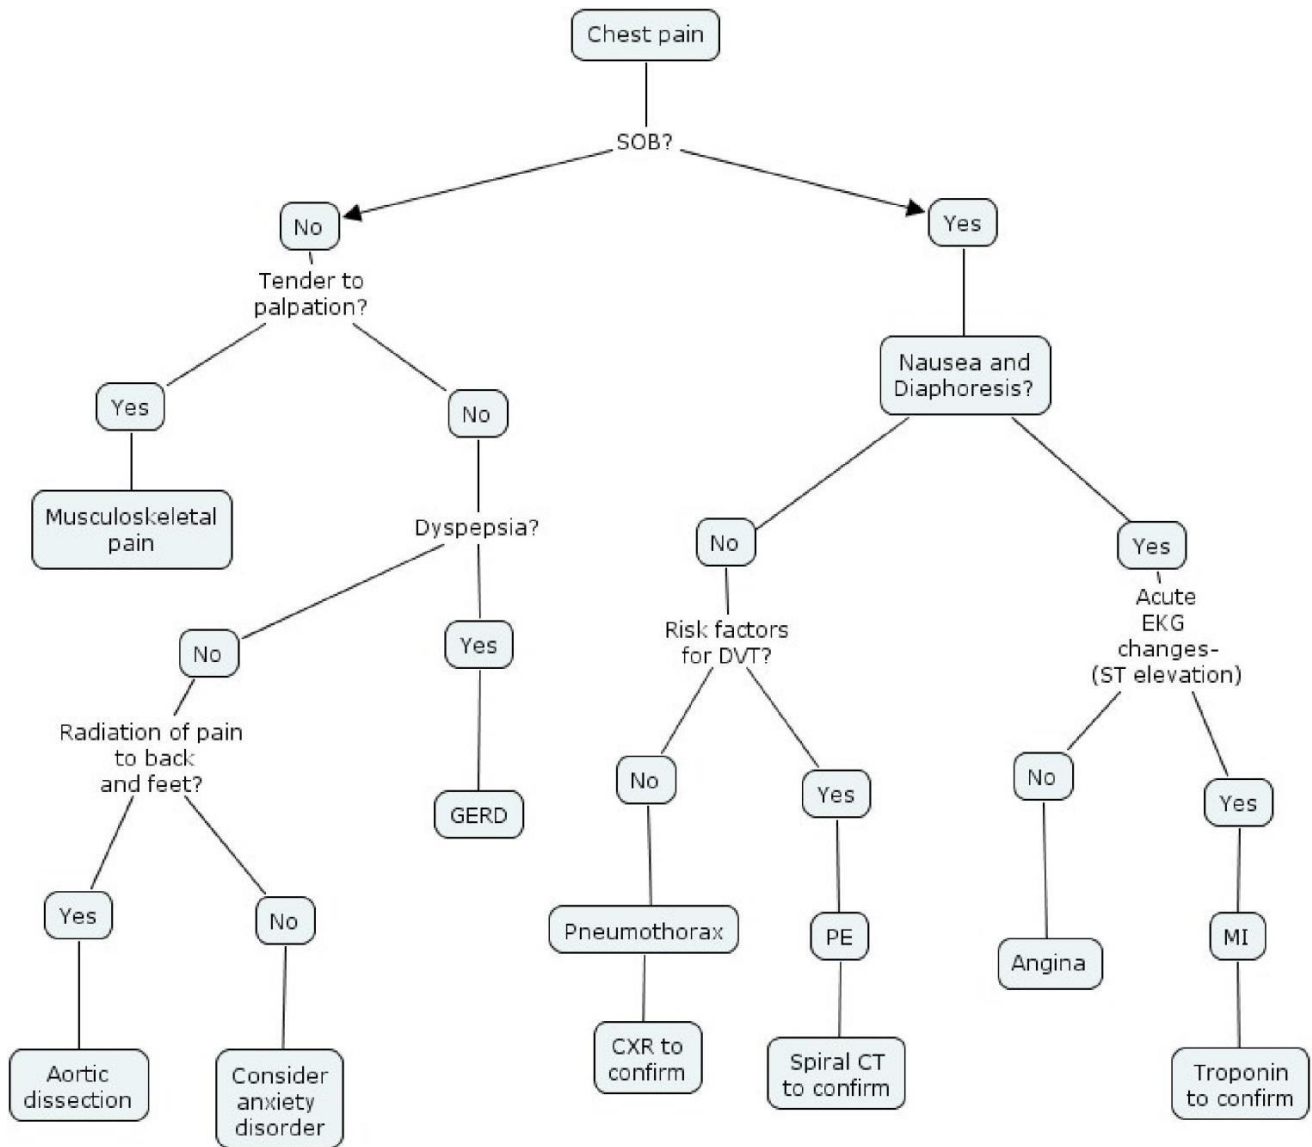 Chest pain
SOB?
No
Yes
Tender to
palpation?
Nausea and
Diaphoresis?
Yes
No
Musculoskeletal
pain
Dyspepsia?
No
Yes
No
Yes
Risk factors
for DVT?
Acute
EKG
changes-
(ST elevation)
Radiation of pain
to back
and feet?
GERD
No
Yes
No
Yes
Yes
No
Pneumothorax
PE
Angina
MI
Aortic
dissection
Consider
anxiety
disorder
CXR to
confirm
Spiral CT
to confirm
Troponin
to confirm